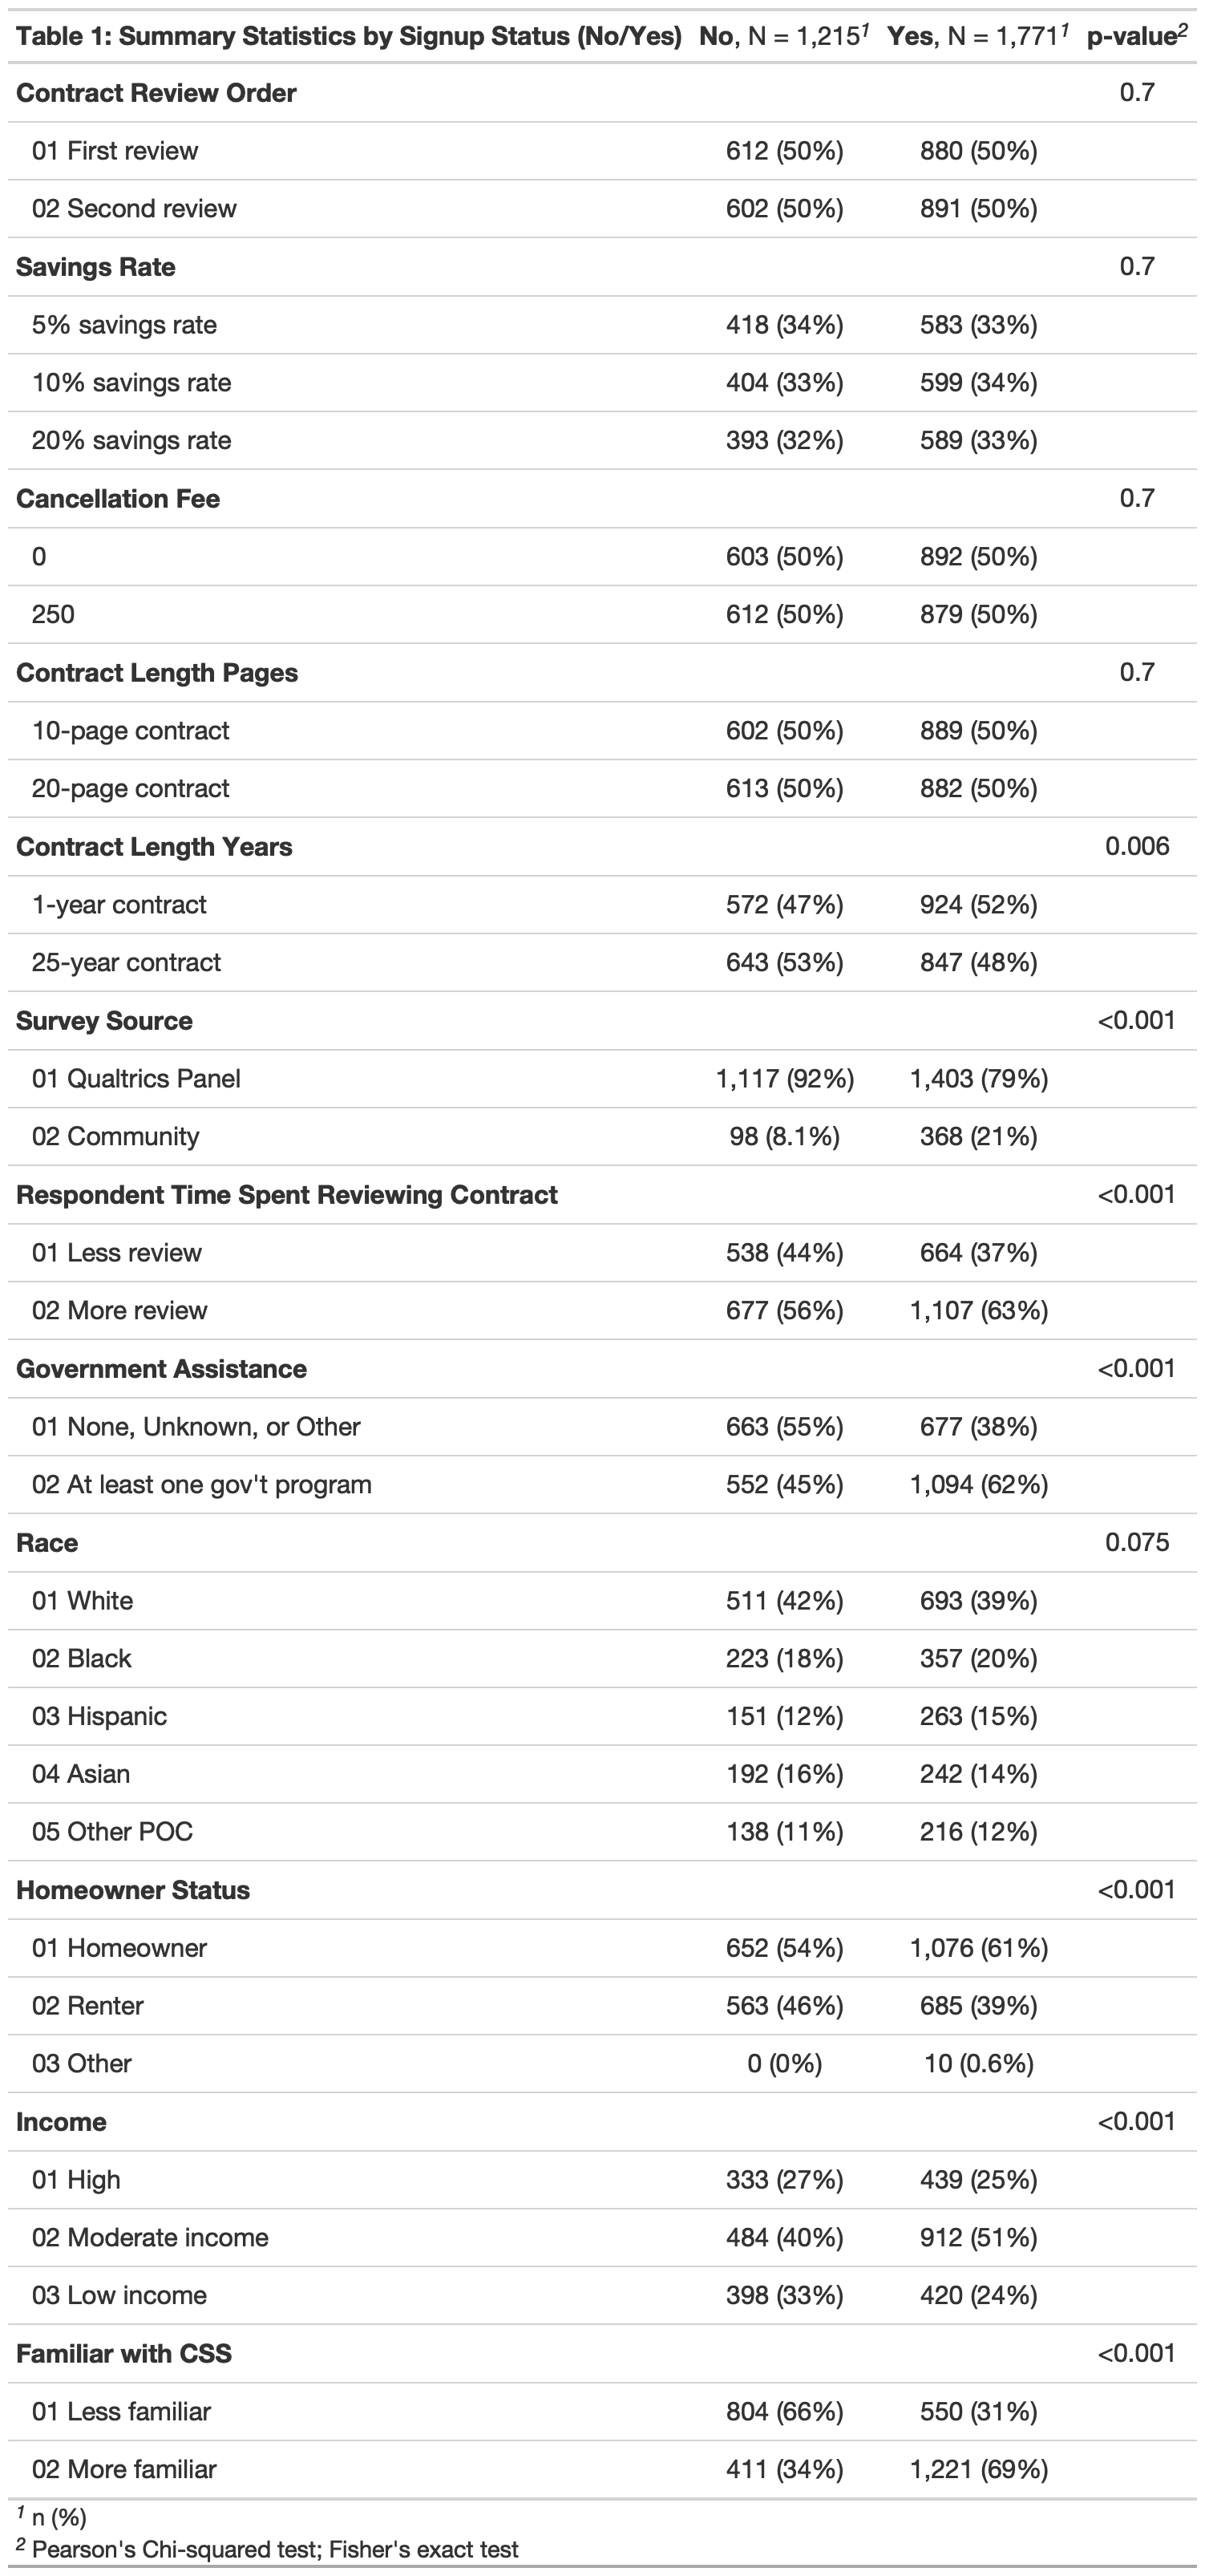 Table 1: Summary Statistics by Signup Status (No/Yes) No, N = 1,215¹ Yes, N = 1,771¹ p-value²
Contract Review Order 0.7
01 First review 612 (50%) 880 (50%)
02 Second review 602 (50%) 891 (50%)
Savings Rate 0.7
5% savings rate 418 (34%) 583 (33%)
10% savings rate 404 (33%) 599 (34%)
20% savings rate 393 (32%) 589 (33%)
Cancellation Fee 0.7
0 603 (50%) 892 (50%)
250 612 (50%) 879 (50%)
Contract Length Pages 0.7
10-page contract 602 (50%) 889 (50%)
20-page contract 613 (50%) 882 (50%)
Contract Length Years 0.006
1-year contract 572 (47%) 924 (52%)
25-year contract 643 (53%) 847 (48%)
Survey Source <0.001
01 Qualtrics Panel 1,117 (92%) 1,403 (79%)
02 Community 98 (8.1%) 368 (21%)
Respondent Time Spent Reviewing Contract <0.001
01 Less review 538 (44%) 664 (37%)
02 More review 677 (56%) 1,107 (63%)
Government Assistance <0.001
01 None, Unknown, or Other 663 (55%) 677 (38%)
02 At least one gov't program 552 (45%) 1,094 (62%)
Race 0.075
01 White 511 (42%) 693 (39%)
02 Black 223 (18%) 357 (20%)
03 Hispanic 151 (12%) 263 (15%)
04 Asian 192 (16%) 242 (14%)
05 Other POC 138 (11%) 216 (12%)
Homeowner Status <0.001
01 Homeowner 652 (54%) 1,076 (61%)
02 Renter 563 (46%) 685 (39%)
03 Other 0 (0%) 10 (0.6%)
Income <0.001
01 High 333 (27%) 439 (25%)
02 Moderate income 484 (40%) 912 (51%)
03 Low income 398 (33%) 420 (24%)
Familiar with CSS <0.001
01 Less familiar 804 (66%) 550 (31%)
02 More familiar 411 (34%) 1,221 (69%)
¹ n (%)
² Pearson's Chi-squared test; Fisher's exact test